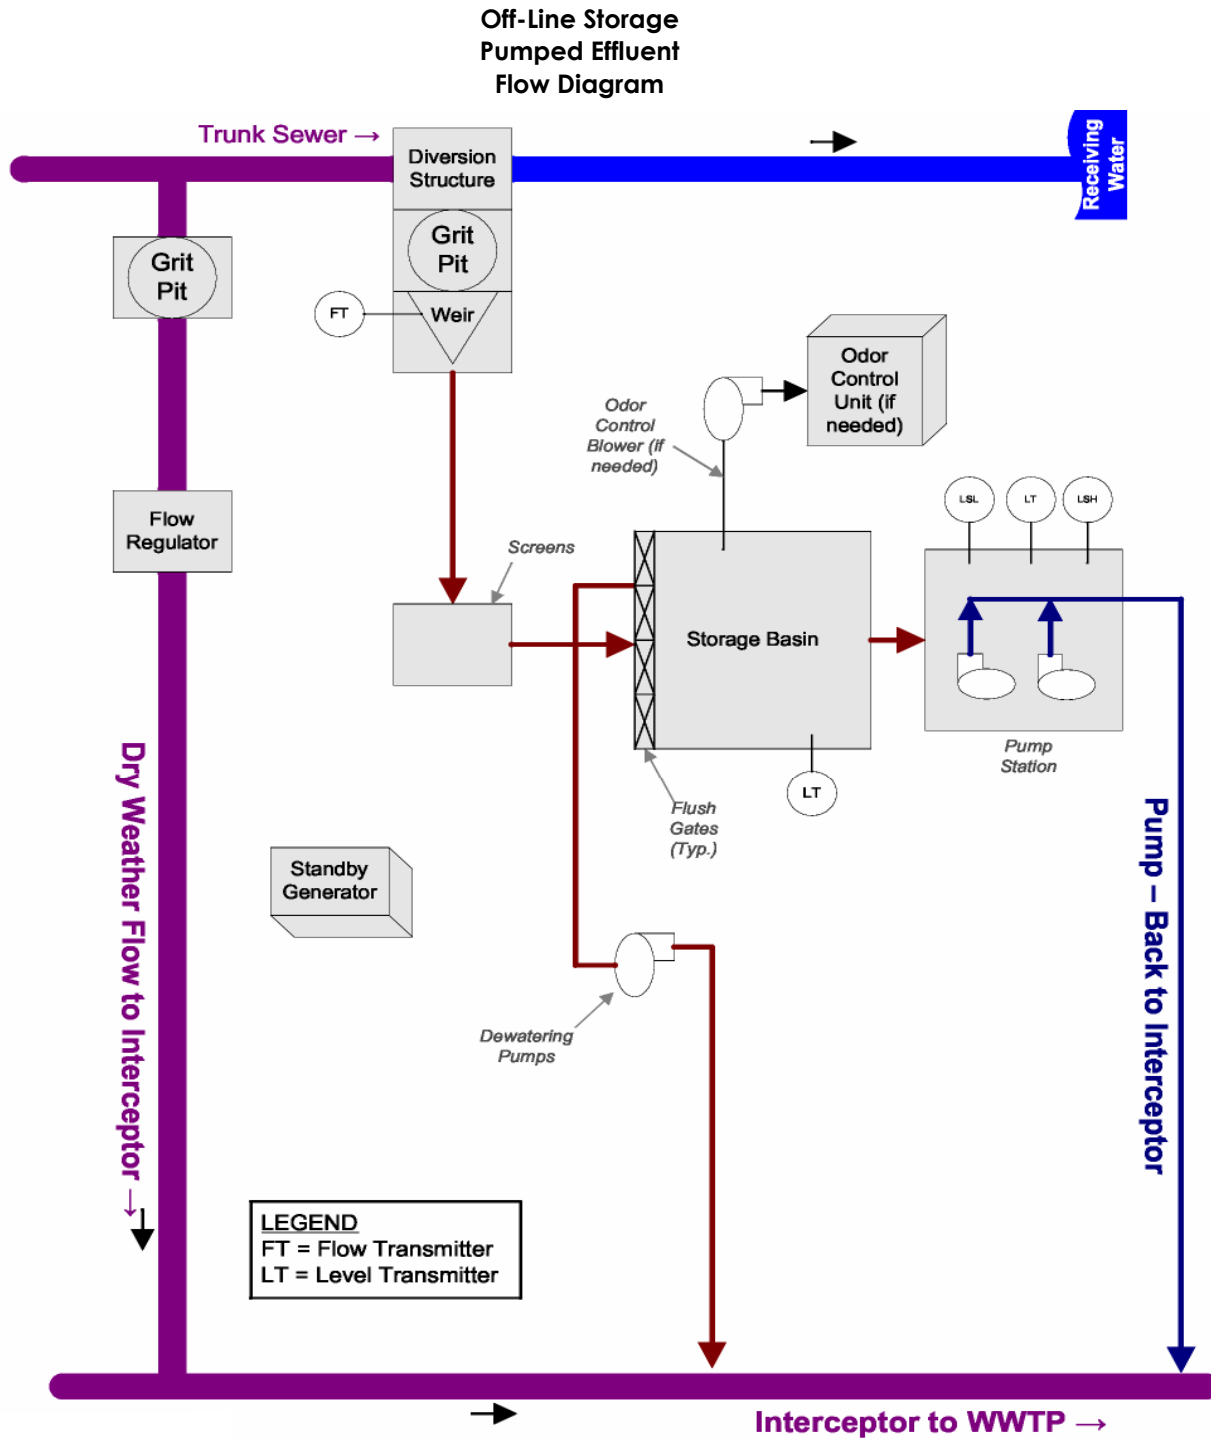 Off-Line Storage
Pumped Effluent
Flow Diagram
Trunk Sewer →
Diversion
Structure
Receiving
Water
Grit
Pit
Grit
Pit
FT
Weir
Odor
Control
Unit (if
needed)
Odor
Control
Blower (if
needed)
LSL
LT
LSH
Flow
Regulator
Screens
Storage Basin
Pump
Station
LT
Flush
Gates
(Typ.)
Dry Weather Flow to Interceptor →
Pump – Back to Interceptor
Standby
Generator
Dewatering
Pumps
LEGEND
FT = Flow Transmitter
LT = Level Transmitter
Interceptor to WWTP →